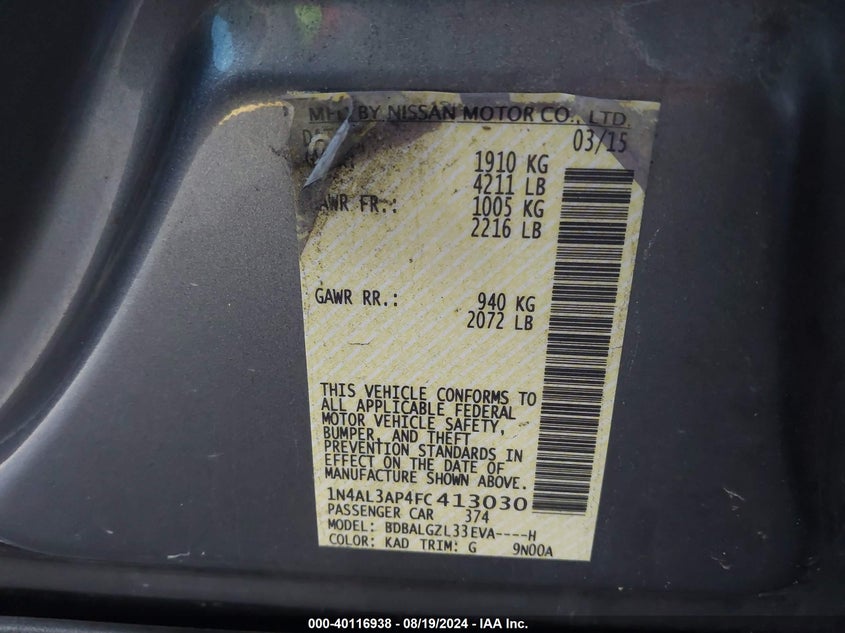 MFD BY NISSAN MOTOR CO., LTD.
03/15
1910 KG
4211 LB
GAWR FR.: 1005 KG
2216 LB
GAWR RR.: 940 KG
2072 LB
THIS VEHICLE CONFORMS TO
ALL APPLICABLE FEDERAL
MOTOR VEHICLE SAFETY,
BUMPER, AND THEFT
PREVENTION STANDARDS IN
EFFECT ON THE DATE OF
MANUFACTURE SHOWN ABOVE.
1N4AL3AP4FC413030
PASSENGER CAR 374
MODEL: BDBALGZL33EVA----H
COLOR: KAD TRIM: G 9N00A
000-40116938 - 08/19/2024 - IAA Inc.